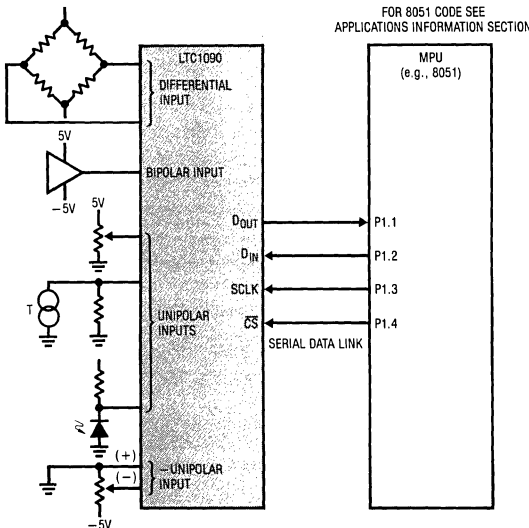 FOR 8051 CODE SEE
APPLICATIONS INFORMATION SECTION
LTC1090
MPU
(e.g., 8051)
DIFFERENTIAL
INPUT
5V
BIPOLAR INPUT
–5V
5V
DOUT
P1.1
DIN
P1.2
SCLK
P1.3
CS
P1.4
SERIAL DATA LINK
T
UNIPOLAR
INPUTS
(+)
(–)
–UNIPOLAR
INPUT
–5V